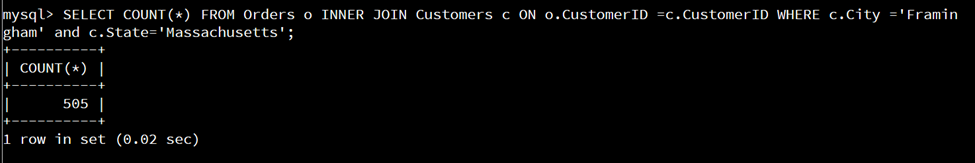 mysql> SELECT COUNT(*) FROM Orders o INNER JOIN Customers c ON o.CustomerID =c.CustomerID WHERE c.City ='Framin
gham' and c.State='Massachusetts';
+----------+
| COUNT(*) |
+----------+
|      505 |
+----------+
1 row in set (0.02 sec)